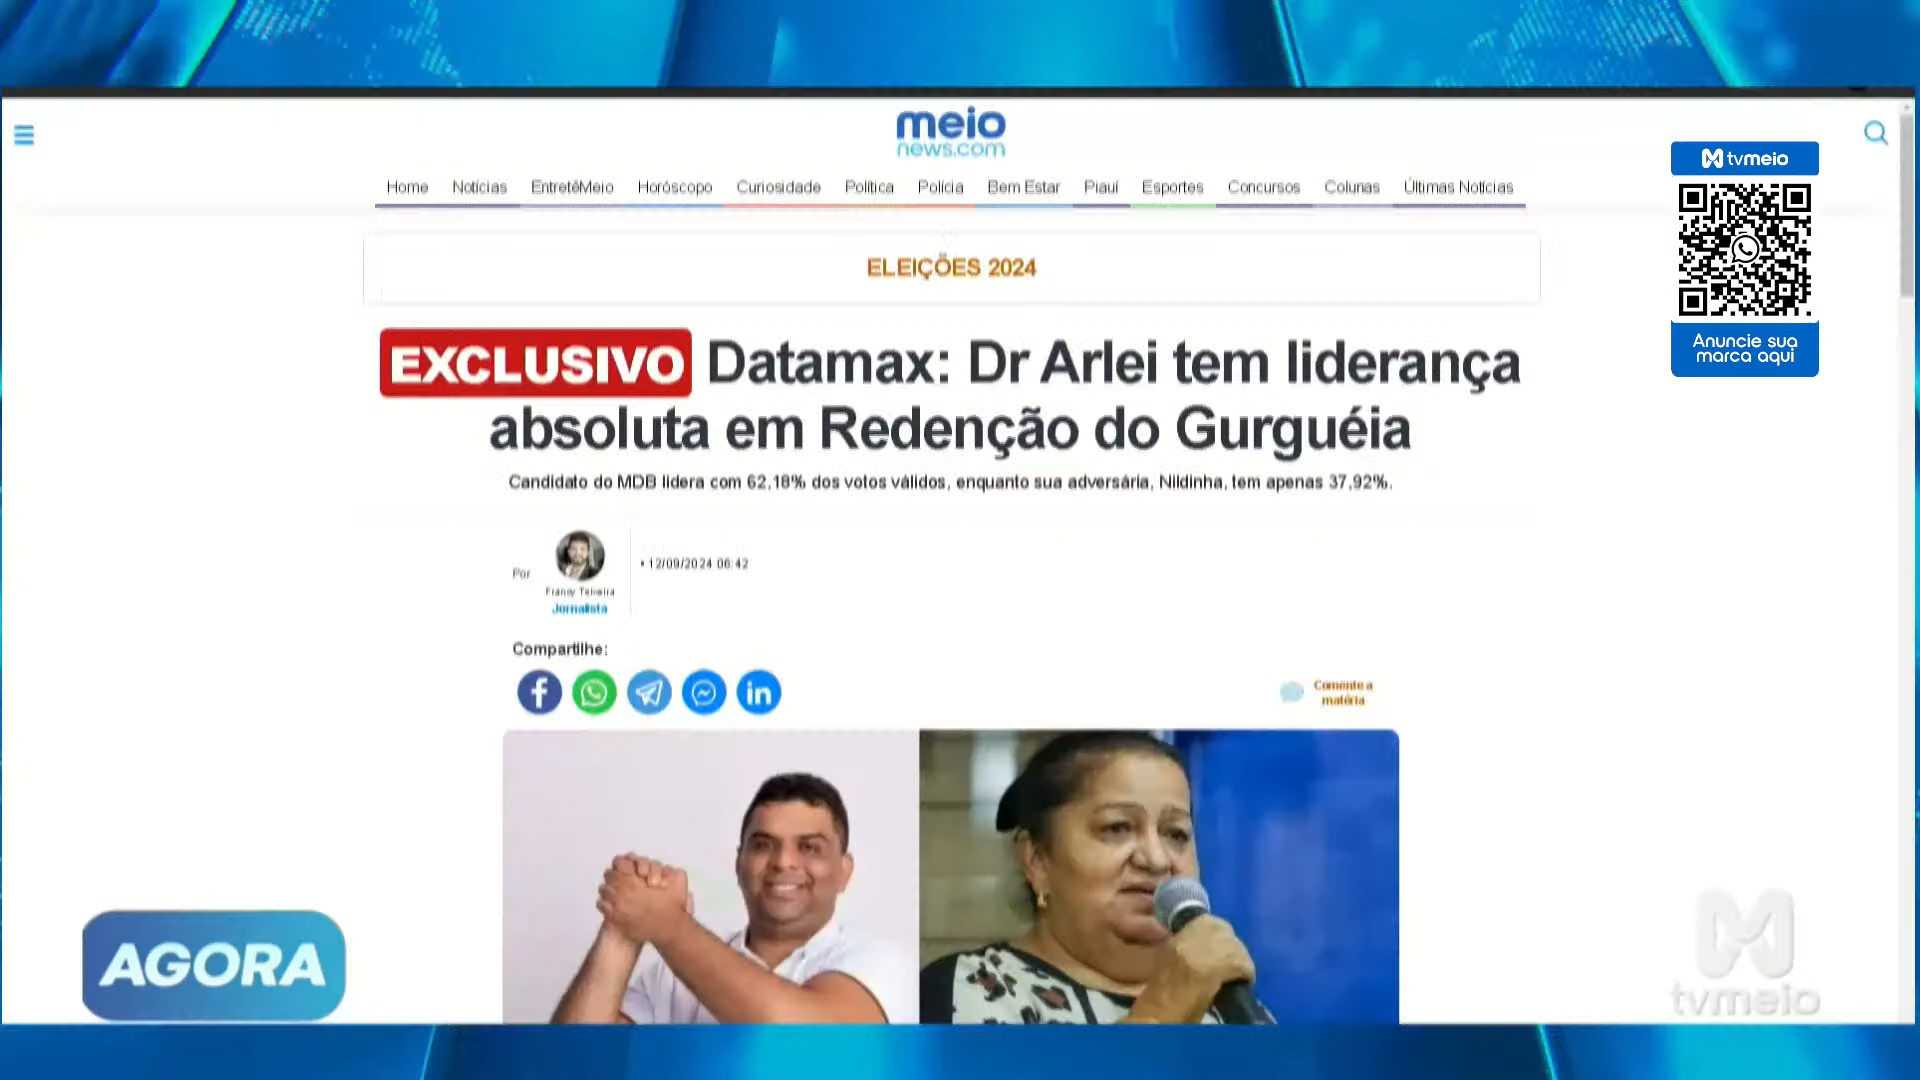 meio
news.com
Home Notícias EntretêMeio Horóscopo Curiosidade Política Polícia Bem Estar Piauí Esportes Concursos Colunas Últimas Notícias
tvmeio
ELEIÇÕES 2024
EXCLUSIVO Datamax: Dr Arlei tem liderança
absoluta em Redenção do Gurguéia
Anuncie sua
marca aqui
Candidato do MDB lidera com 62,18% dos votos válidos, enquanto sua adversária, Nildinha, tem apenas 37,92%.
Por
• 12/09/2024 06:42
Francy Teixeira
Jornalista
Compartilhe:
Comente a
matéria
AGORA
tvmeio